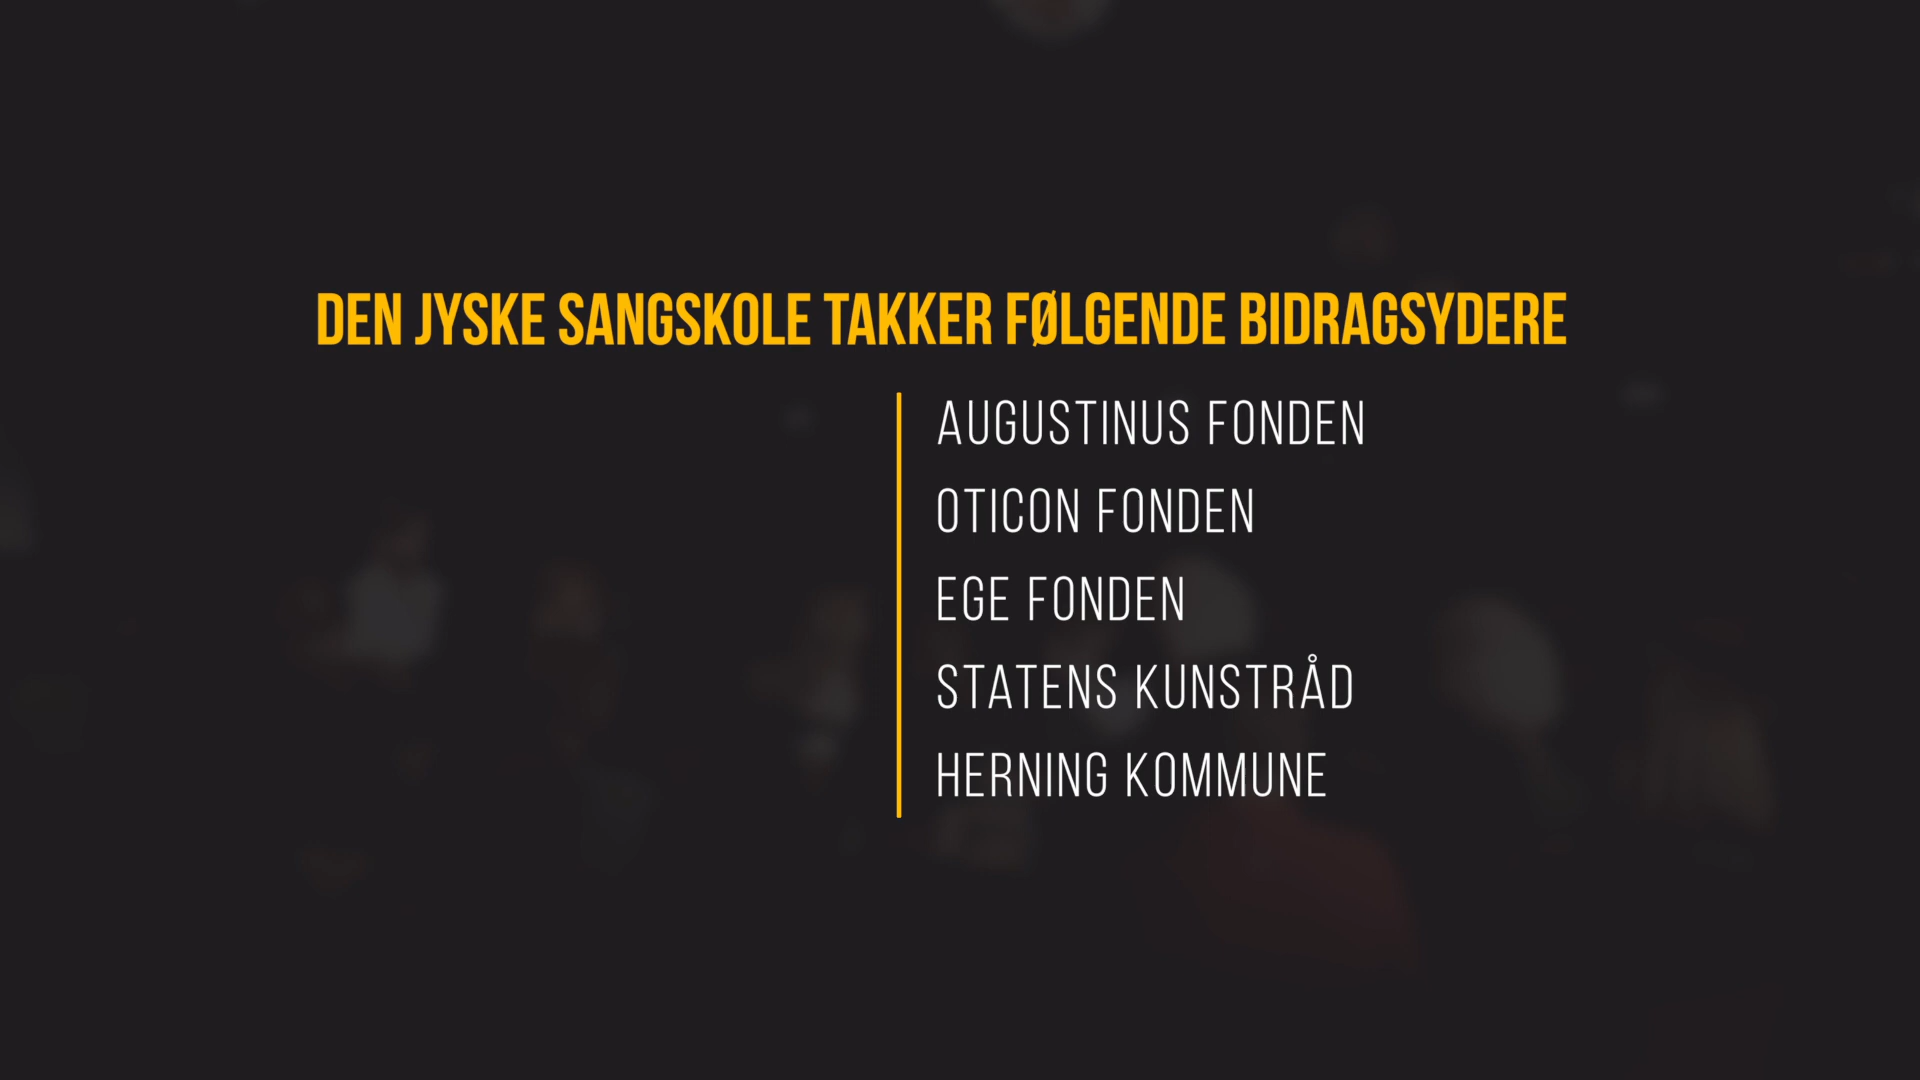 DEN JYSKE SANGSKOLE TAKKER FØLGENDE BIDRAGSYDERE
AUGUSTINUS FONDEN
OTICON FONDEN
EGE FONDEN
STATENS KUNSTRÅD
HERNING KOMMUNE